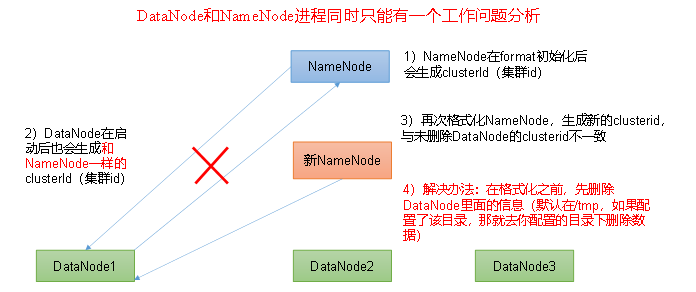 DataNode和NameNode进程同时只能有一个工作问题分析
NameNode
1）NameNode在format初始化后
会生成clusterId（集群id）
2）DataNode在启
动后也会生成和
NameNode一样的
clusterId（集群id）
新NameNode
3）再次格式化NameNode，生成新的clusterid，
与未删除DataNode的clusterid不一致
4）解决办法：在格式化之前，先删除
DataNode里面的信息（默认在/tmp，如果配
置了该目录，那就去你配置的目录下删除数
据）
DataNode1
DataNode2
DataNode3